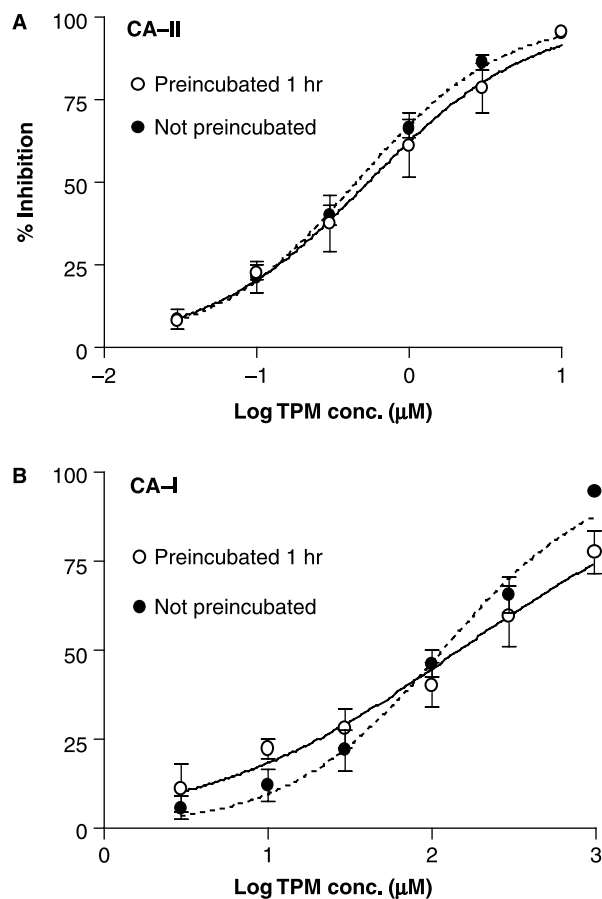 A
CA–II
Preincubated 1 hr
Not preincubated
% Inhibition
100
75
50
25
0
–2
–1
0
1
Log TPM conc. (μM)
B
CA–I
Preincubated 1 hr
Not preincubated
100
75
50
25
0
0
1
2
3
Log TPM conc. (μM)